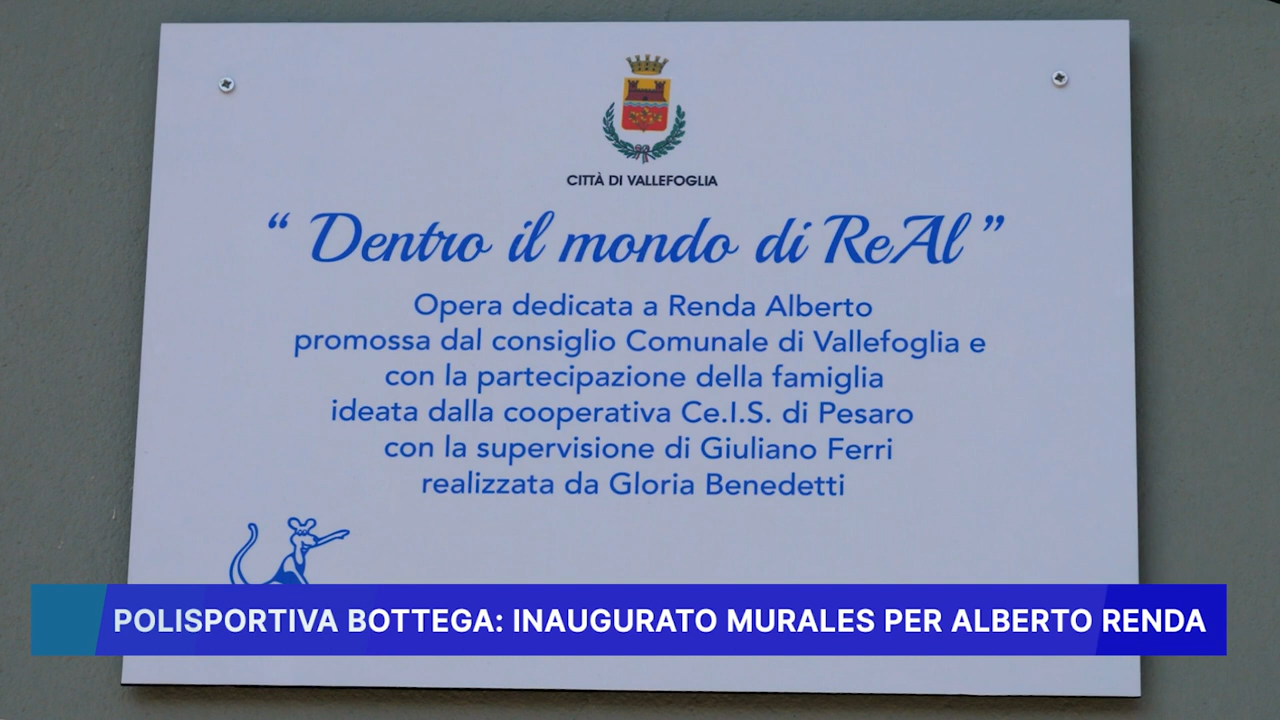 CITTÀ DI VALLEFOGLIA
“ Dentro il mondo di ReAl ”
Opera dedicata a Renda Alberto
promossa dal consiglio Comunale di Vallefoglia e
con la partecipazione della famiglia
ideata dalla cooperativa Ce.I.S. di Pesaro
con la supervisione di Giuliano Ferri
realizzata da Gloria Benedetti
POLISPORTIVA BOTTEGA: INAUGURATO MURALES PER ALBERTO RENDA